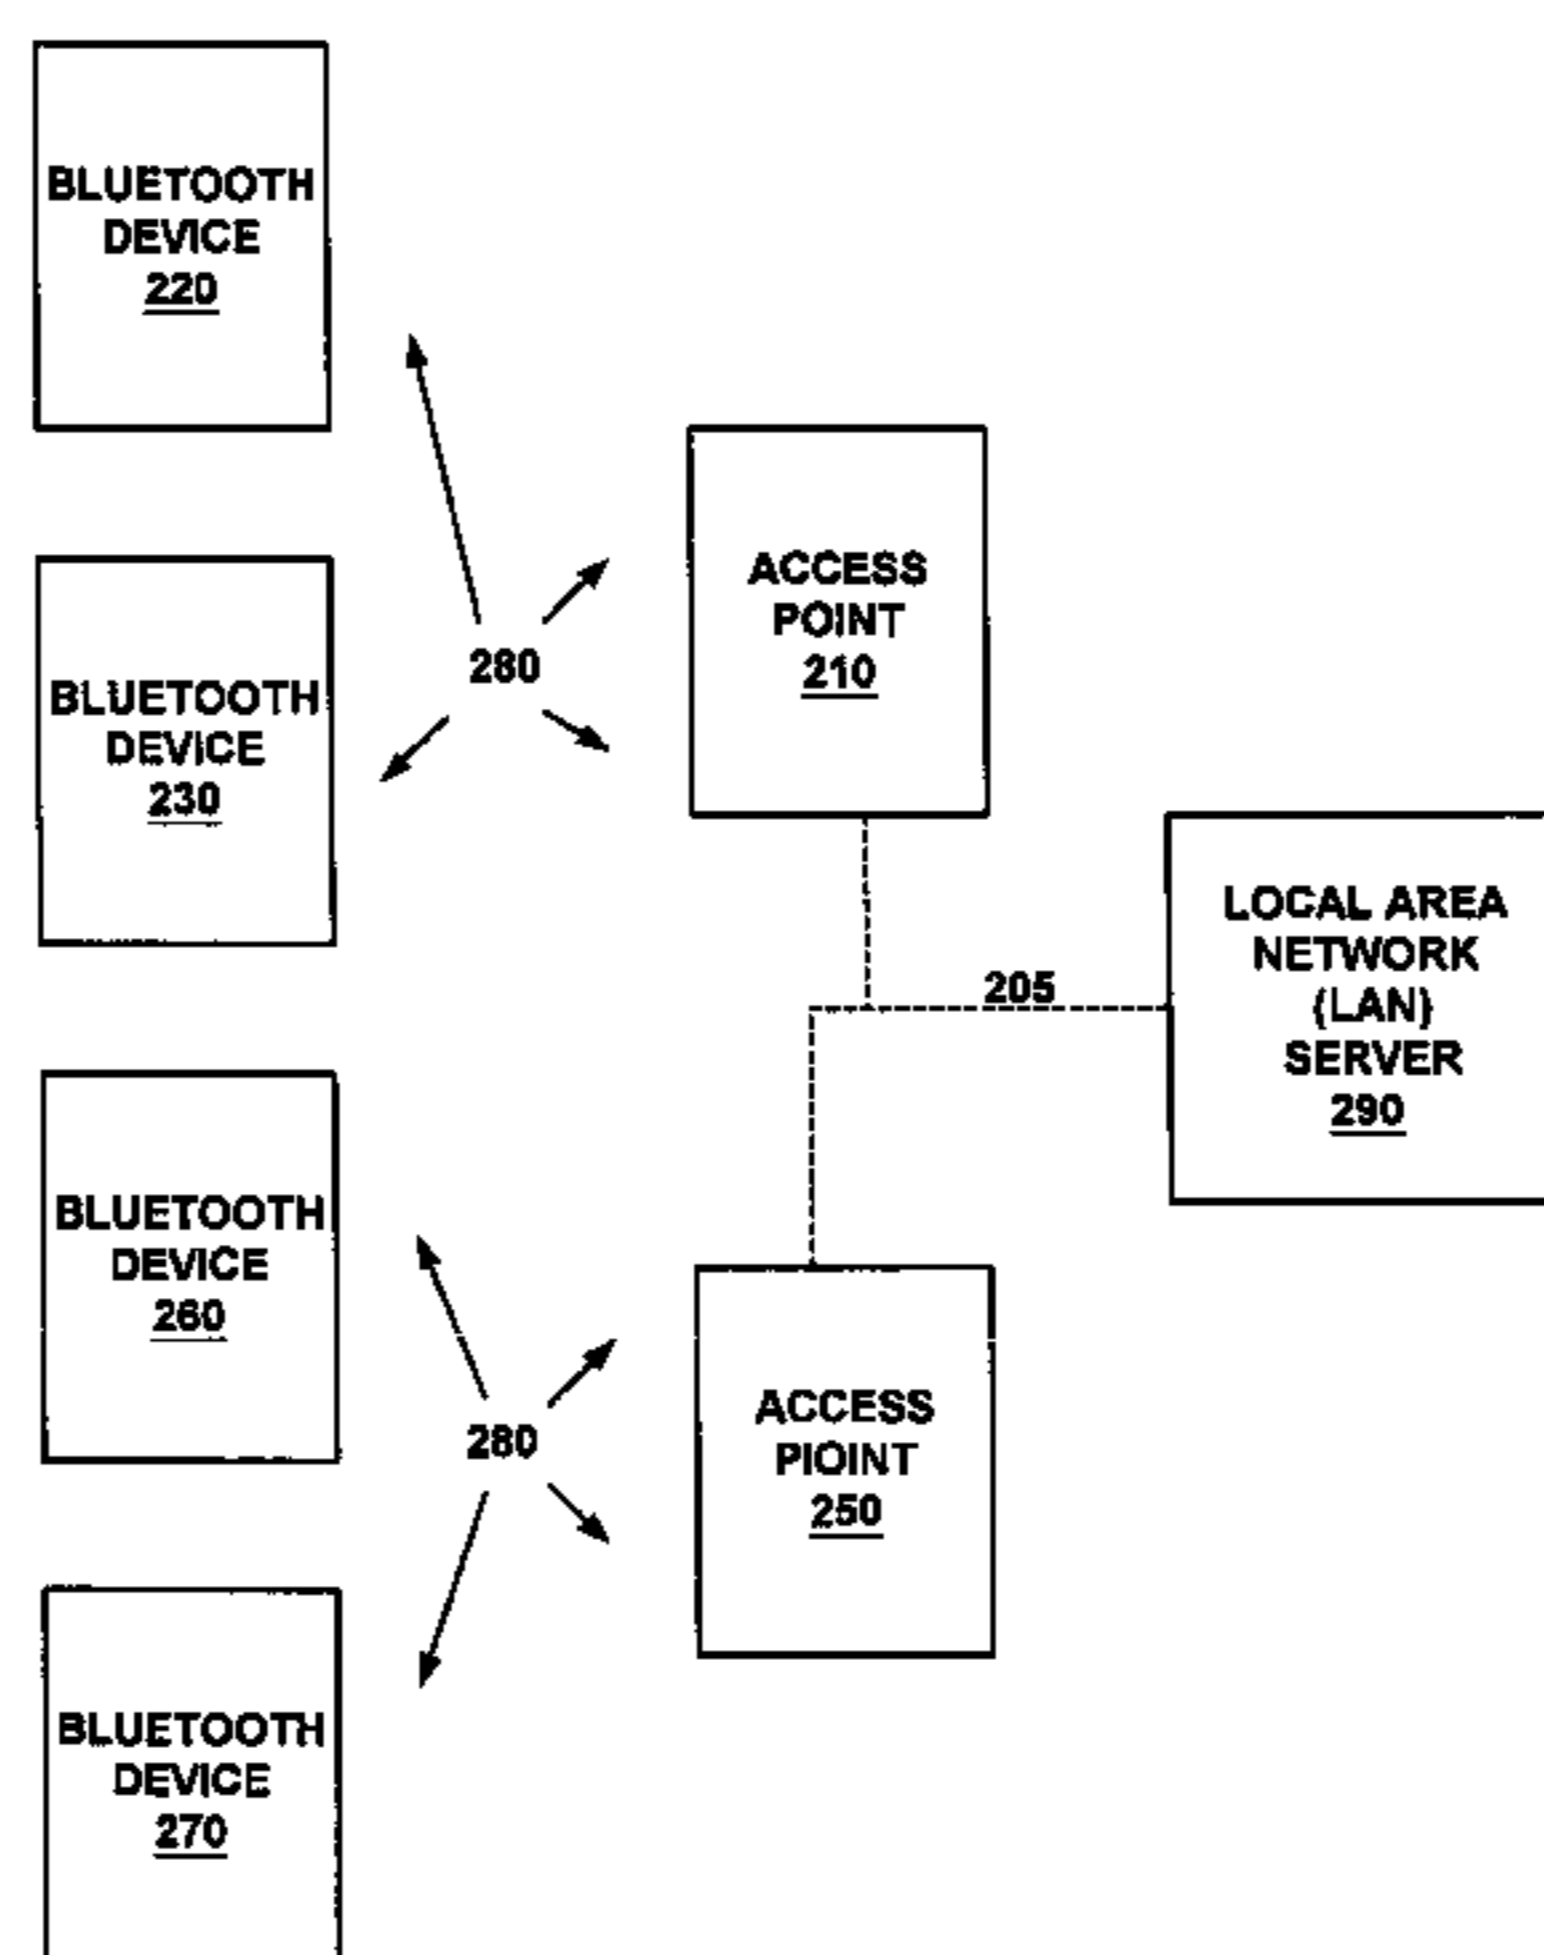 BLUETOOTH
DEVICE
220
BLUETOOTH
DEVICE
230
280
ACCESS
POINT
210
205
LOCAL AREA
NETWORK
(LAN)
SERVER
290
BLUETOOTH
DEVICE
260
280
ACCESS
PIOINT
250
BLUETOOTH
DEVICE
270